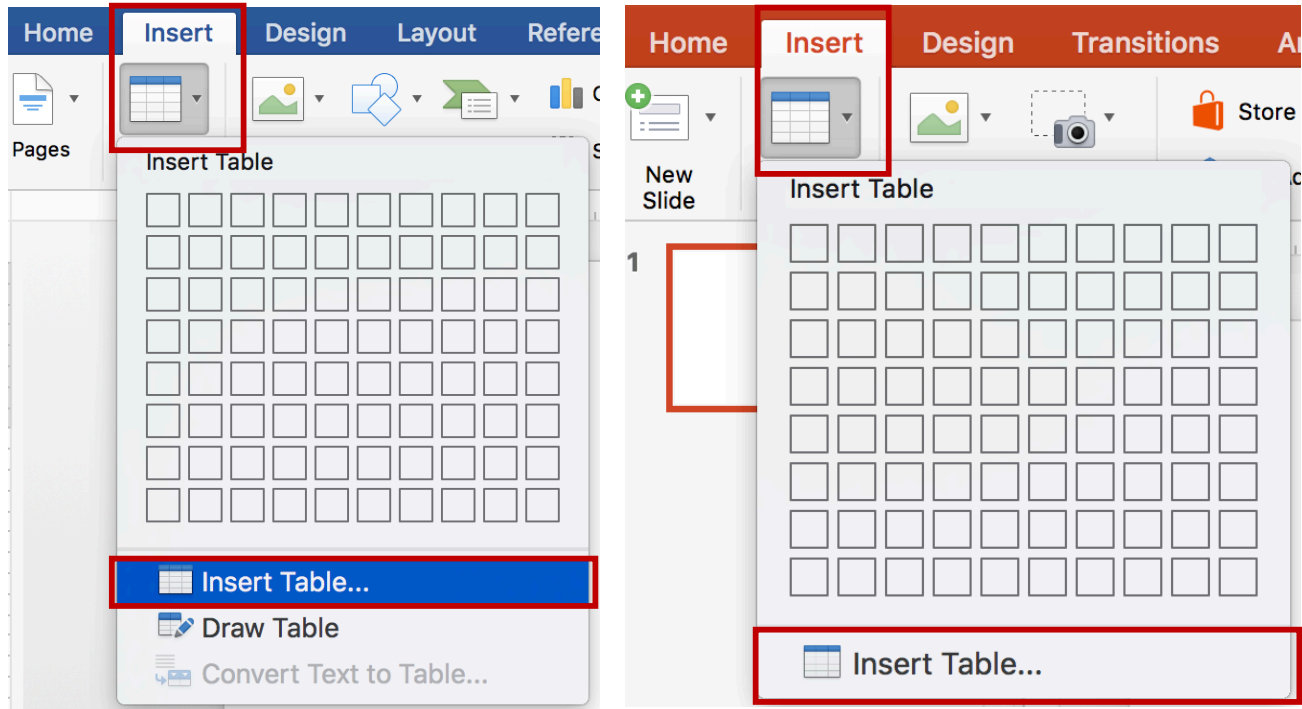 Home Insert Design Layout Refere
Pages
Insert Table
Insert Table...
Draw Table
Convert Text to Table...
Home Insert Design Transitions
Store
New
Slide
Insert Table
1
Insert Table...